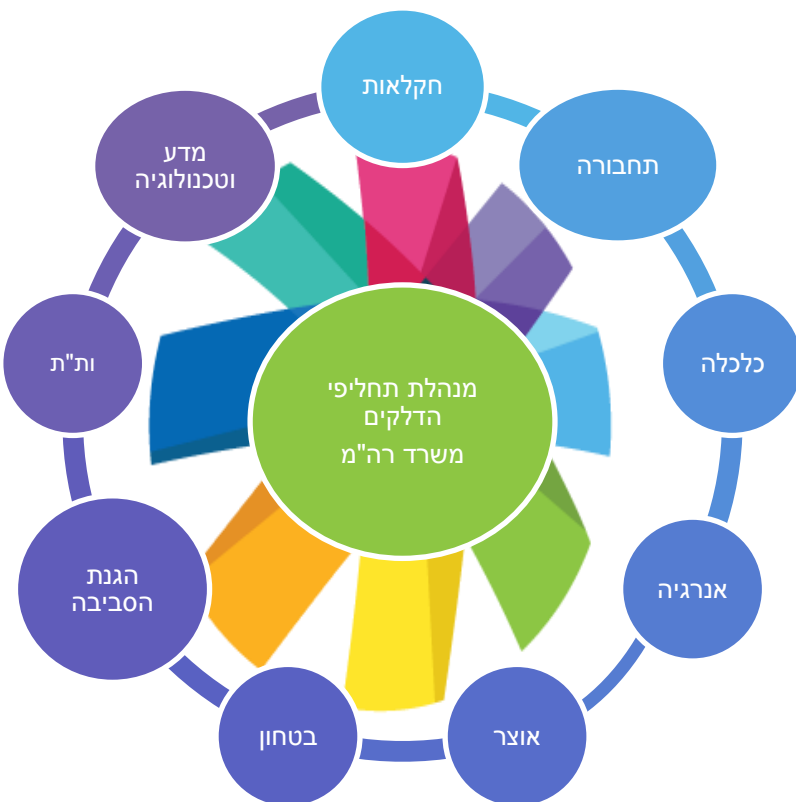 חקלאות
תחבורה
כלכלה
אנרגיה
אוצר
בטחון
הגנת
הסביבה
ות"ת
מדע
וטכנולוגיה
מנהלת תחליפי
הדלקים
משרד רה"מ